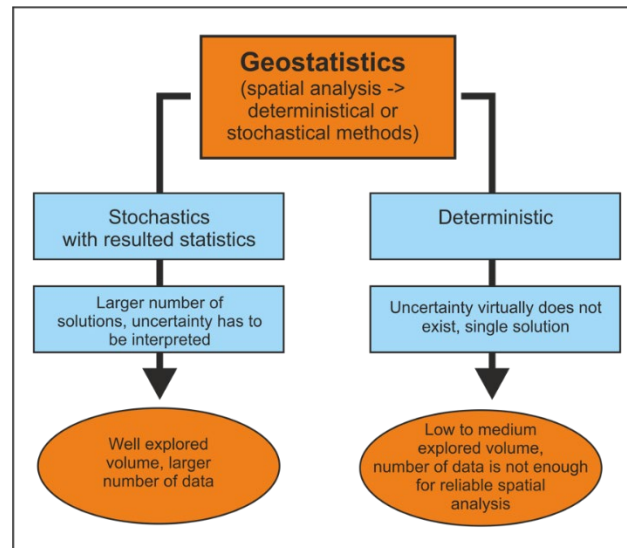 Geostatistics
(spatial analysis ->
deterministical or
stochastical methods)
Stochastics
with resulted statistics
Deterministic
Larger number of
solutions, uncertainty has to
be interpreted
Uncertainty virtually does not
exist, single solution
Well explored
volume, larger
number of data
Low to medium
explored volume,
number of data is not enough
for reliable spatial
analysis